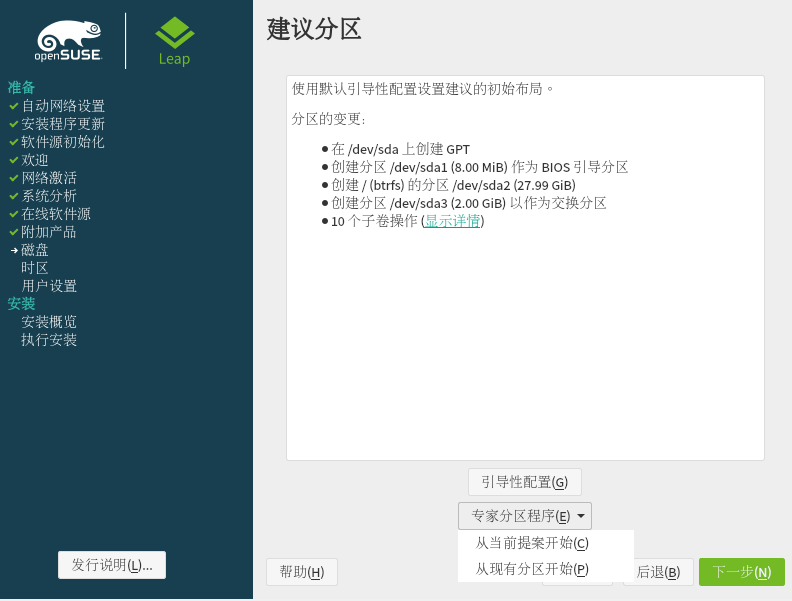 openSUSE
Leap
准备
自动网络设置
安装程序更新
软件源初始化
欢迎
网络激活
系统分析
在线软件源
附加产品
磁盘
时区
用户设置
安装
安装概览
执行安装
发行说明(L)...
建议分区
使用默认引导性配置设置建议的初始布局。
分区的变更:
在 /dev/sda 上创建 GPT
创建分区 /dev/sda1 (8.00 MiB) 作为 BIOS 引导分区
创建 / (btrfs) 的分区 /dev/sda2 (27.99 GiB)
创建分区 /dev/sda3 (2.00 GiB) 以作为交换分区
10 个子卷操作 (显示详情)
引导性配置(G)
专家分区程序(E)
从当前提案开始(C)
从现有分区开始(P)
帮助(H)
后退(B)
下一步(N)